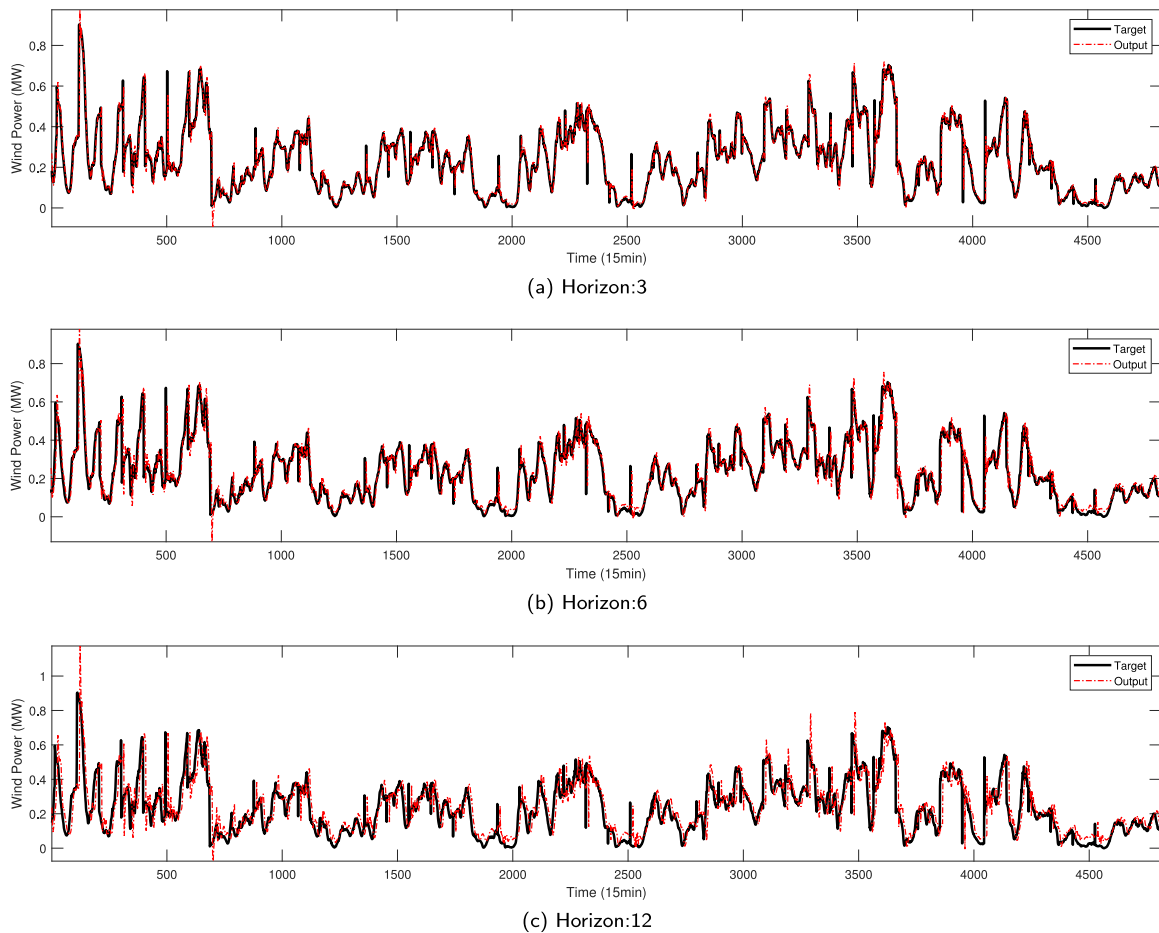 Wind Power (MW)
0.8
0.6
0.4
0.2
0
Target
Output
500 1000 1500 2000 2500 3000 3500 4000 4500
Time (15min)
(a) Horizon:3
Wind Power (MW)
0.8
0.6
0.4
0.2
0
Target
Output
500 1000 1500 2000 2500 3000 3500 4000 4500
Time (15min)
(b) Horizon:6
Wind Power (MW)
1
0.8
0.6
0.4
0.2
0
Target
Output
500 1000 1500 2000 2500 3000 3500 4000 4500
Time (15min)
(c) Horizon:12